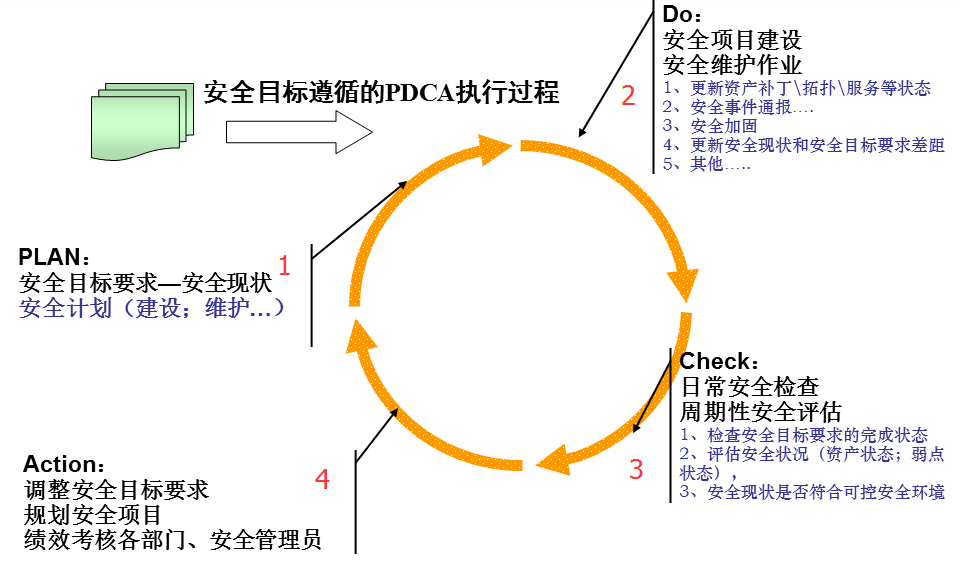 安全目标遵循的PDCA执行过程
1
PLAN：
安全目标要求—安全现状
安全计划（建设；维护…）
2
Do：
安全项目建设
安全维护作业
1、更新资产补丁\拓扑\服务等状态
2、安全事件通报….
3、安全加固
4、更新安全现状和安全目标要求差距
5、其他…..
3
Check：
日常安全检查
周期性安全评估
1、检查安全目标要求的完成状态
2、评估安全状况（资产状态；弱点
状态），
3、安全现状是否符合可控安全环境
4
Action：
调整安全目标要求
规划安全项目
绩效考核各部门、安全管理员